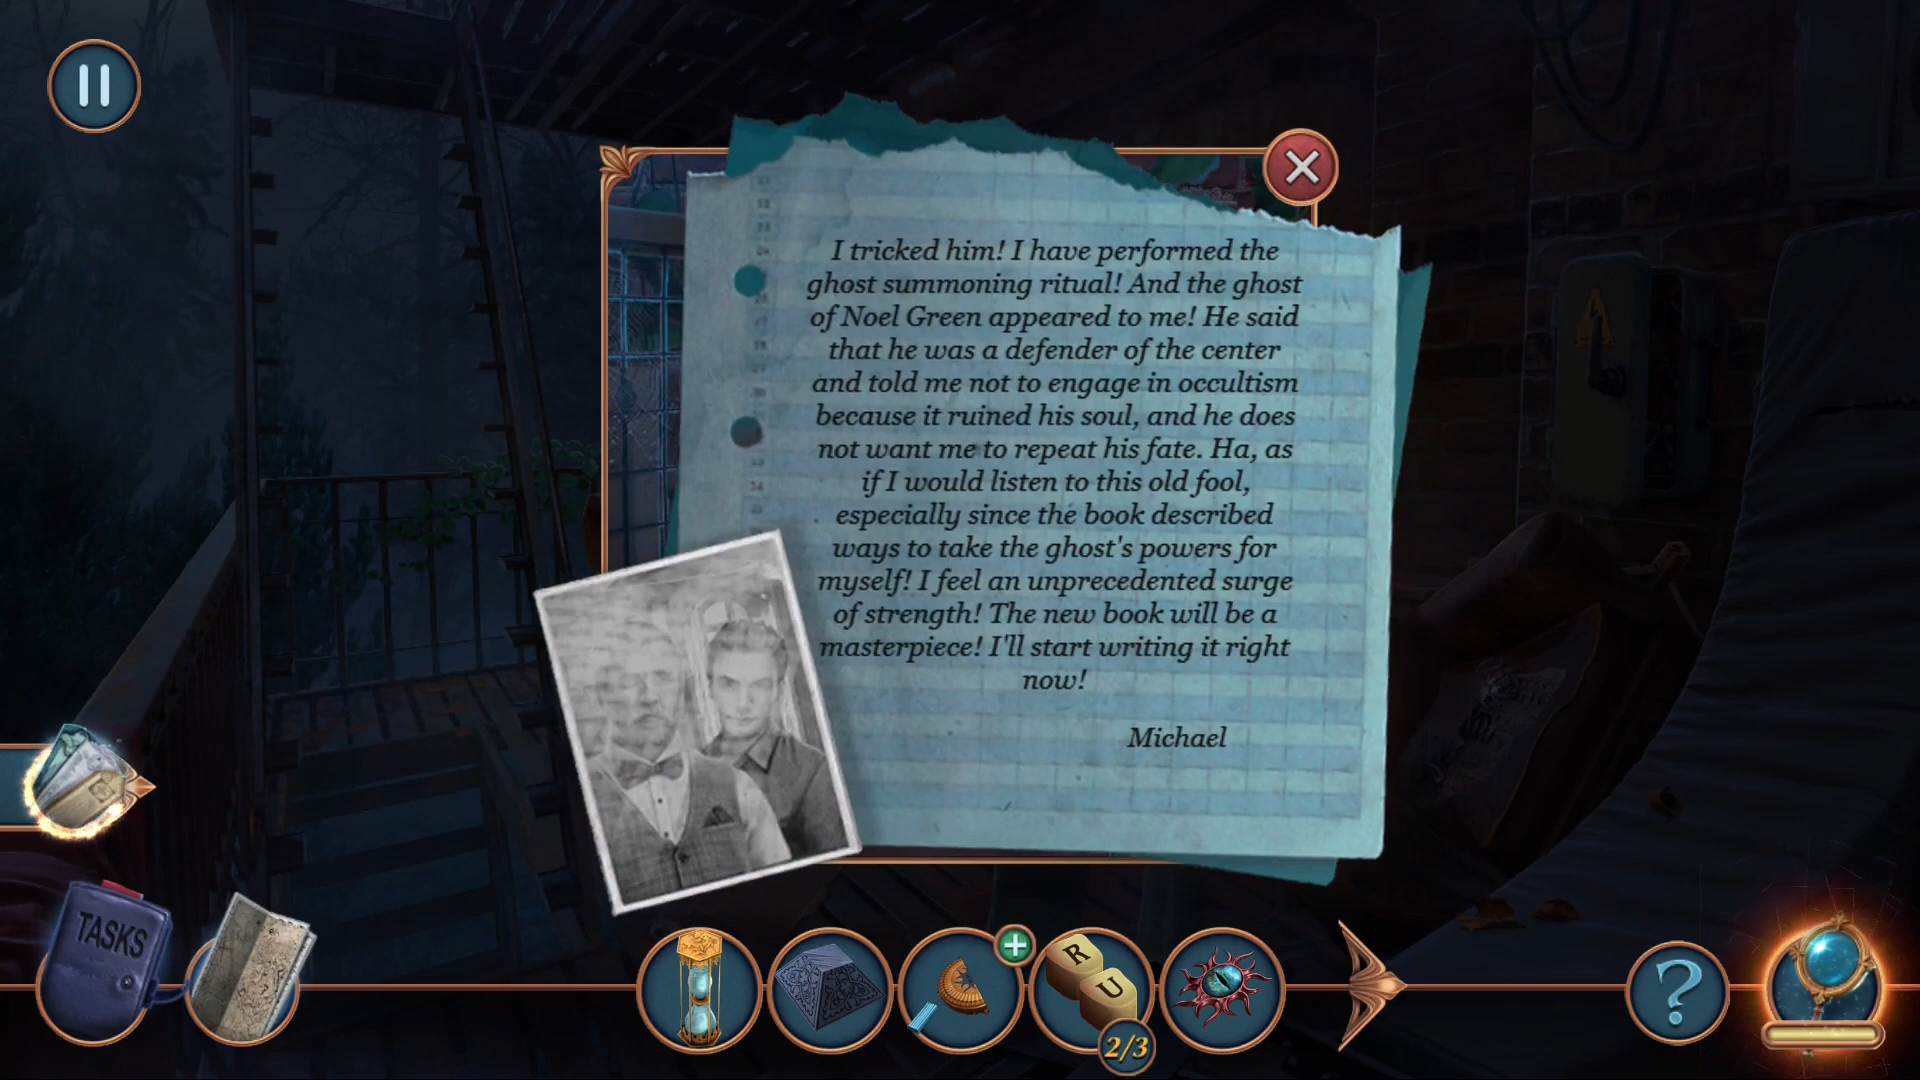 I tricked him! I have performed the
ghost summoning ritual! And the ghost
of Noel Green appeared to me! He said
that he was a defender of the center
and told me not to engage in occultism
because it ruined his soul, and he does
not want me to repeat his fate. Ha, as
if I would listen to this old fool,
especially since the book described
ways to take the ghost's powers for
myself! I feel an unprecedented surge
of strength! The new book will be a
masterpiece! I'll start writing it right
now!
Michael
TASKS
R
U
2/3
?